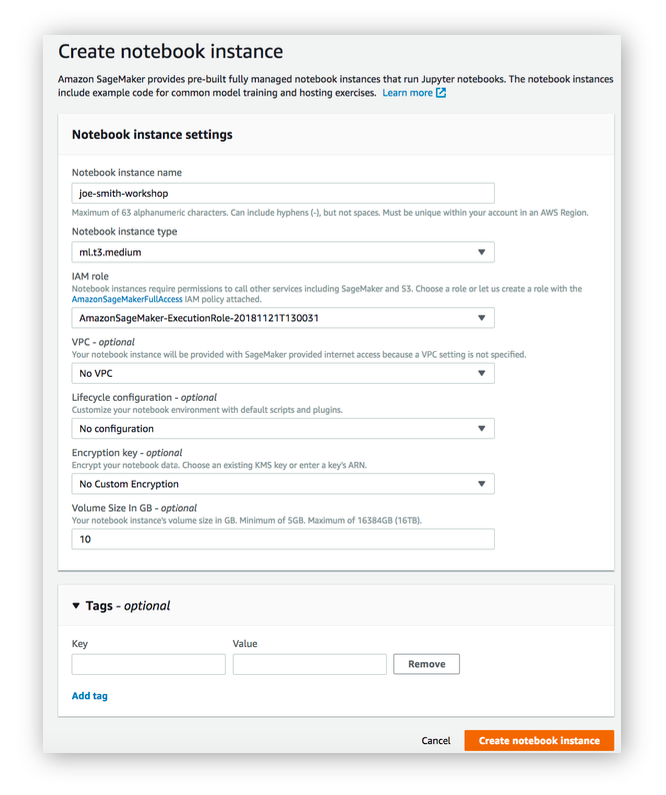 Create notebook instance
Amazon SageMaker provides pre-built fully managed notebook instances that run Jupyter notebooks. The notebook instances
include example code for common model training and hosting exercises. Learn more
Notebook instance settings
Notebook instance name
joe-smith-workshop
Maximum of 63 alphanumeric characters. Can include hyphens (-), but not spaces. Must be unique within your account in an AWS Region.
Notebook instance type
ml.t3.medium
IAM role
Notebook instances require permissions to call other services including SageMaker and S3. Choose a role or let us create a role with the
AmazonSageMakerFullAccess IAM policy attached.
AmazonSageMaker-ExecutionRole-20181121T130031
VPC - optional
Your notebook instance will be provided with SageMaker provided internet access because a VPC setting is not specified.
No VPC
Lifecycle configuration - optional
Customize your notebook environment with default scripts and plugins.
No configuration
Encryption key - optional
Encrypt your notebook data. Choose an existing KMS key or enter a key's ARN.
No Custom Encryption
Volume Size In GB - optional
Your notebook instance's volume size in GB. Minimum of 5GB. Maximum of 16384GB (16TB).
10
Tags - optional
Key Value
Remove
Add tag
Cancel Create notebook instance